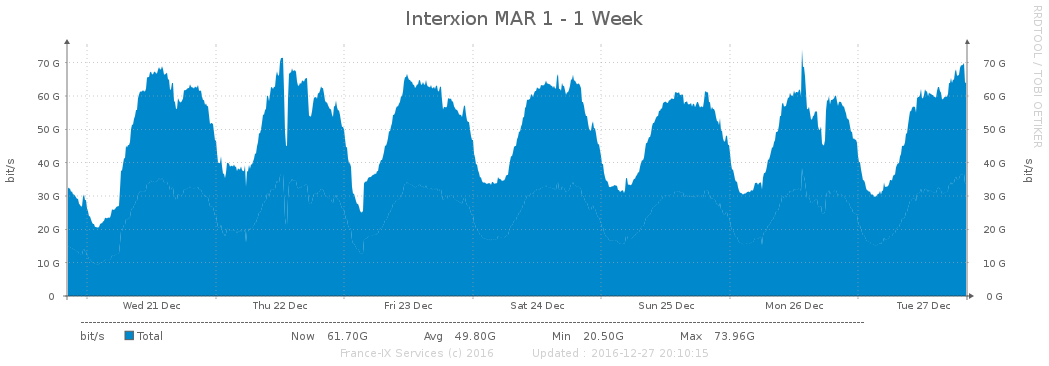 Interxion MAR 1 - 1 Week
RRDTOOL / TOBI OETIKER
bit/s
70 G 70 G
60 G 60 G
50 G 50 G
40 G 40 G
30 G 30 G
20 G 20 G
10 G 10 G
0 0 G
bit/s
Wed 21 Dec Thu 22 Dec Fri 23 Dec Sat 24 Dec Sun 25 Dec Mon 26 Dec Tue 27 Dec
bit/s Total Now 61.70G Avg 49.80G Min 20.50G Max 73.96G
France-IX Services (c) 2016 Updated : 2016-12-27 20:10:15